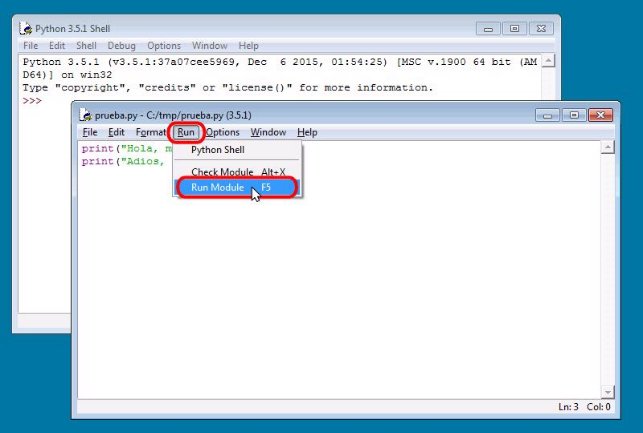 Python 3.5.1 Shell
File Edit Shell Debug Options Window Help
Python 3.5.1 (v3.5.1:37a07cee5969, Dec  6 2015, 01:54:25) [MSC v.1900 64 bit (AM
D64)] on win32
Type "copyright", "credits" or "license()" for more information.
>>>
prueba.py - C:/tmp/prueba.py (3.5.1)
File Edit Format Run Options Window Help
print("Hola, m
print("Adios,
Python Shell
Check Module Alt+X
Run Module F5
Ln: 3 Col: 0